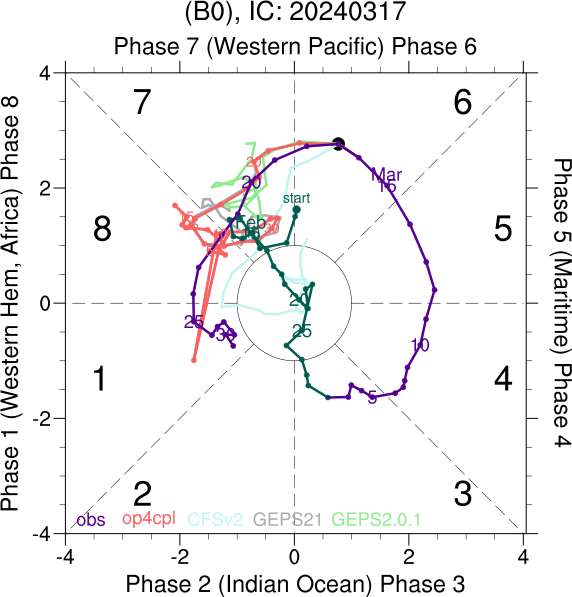 (B0), IC: 20240317
Phase 7 (Western Pacific) Phase 6
Phase 1 (Western Hem, Africa) Phase 8
Phase 5 (Maritime) Phase 4
Phase 2 (Indian Ocean) Phase 3
4
2
0
-2
-4
-4
-2
0
2
4
7
6
8
5
1
4
2
3
start
Feb
Mar
15
20
20
25
20
25
30
5
10
obs
op4cpl
CFSv2
GEPS21
GEPS2.0.1